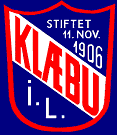 STIFTET
11. NOV.
1906
KLÆBU
i.L.